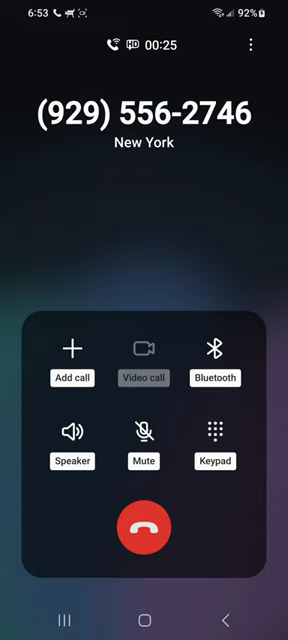 6:53
92%
HD 00:25
(929) 556-2746
New York
Add call
Video call
Bluetooth
Speaker
Mute
Keypad